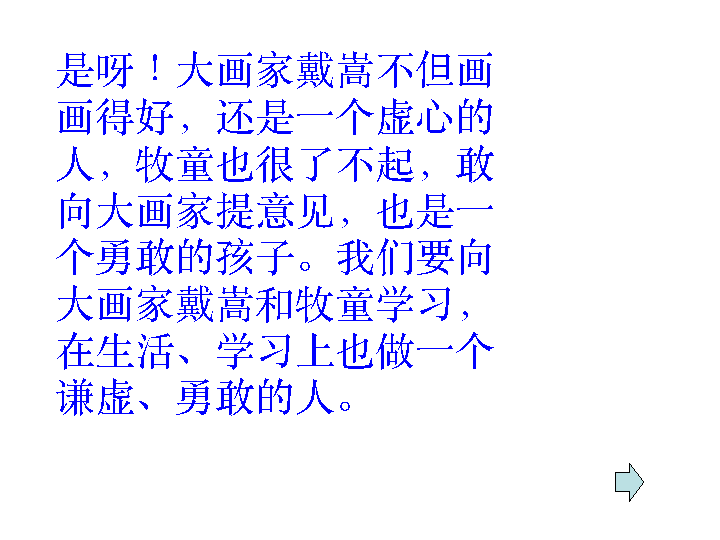 是呀！大画家戴嵩不但画
画得好，还是一个虚心的
人，牧童也很了不起，敢
向大画家提意见，也是一
个勇敢的孩子。我们要向
大画家戴嵩和牧童学习，
在生活、学习上也做一个
谦虚、勇敢的人。